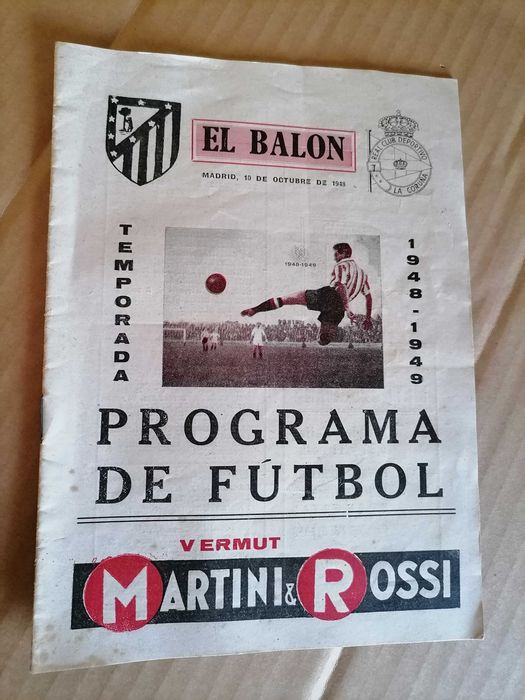 EL BALON
MADRID, 10 DE OCTUBRE DE 1948
REAL CLUB DEPORTIVO
LA CORUÑA
TEMPORADA
1948-1949
1948-1949
PROGRAMA
DE FÚTBOL
VERMUT
MARTINI & ROSSI